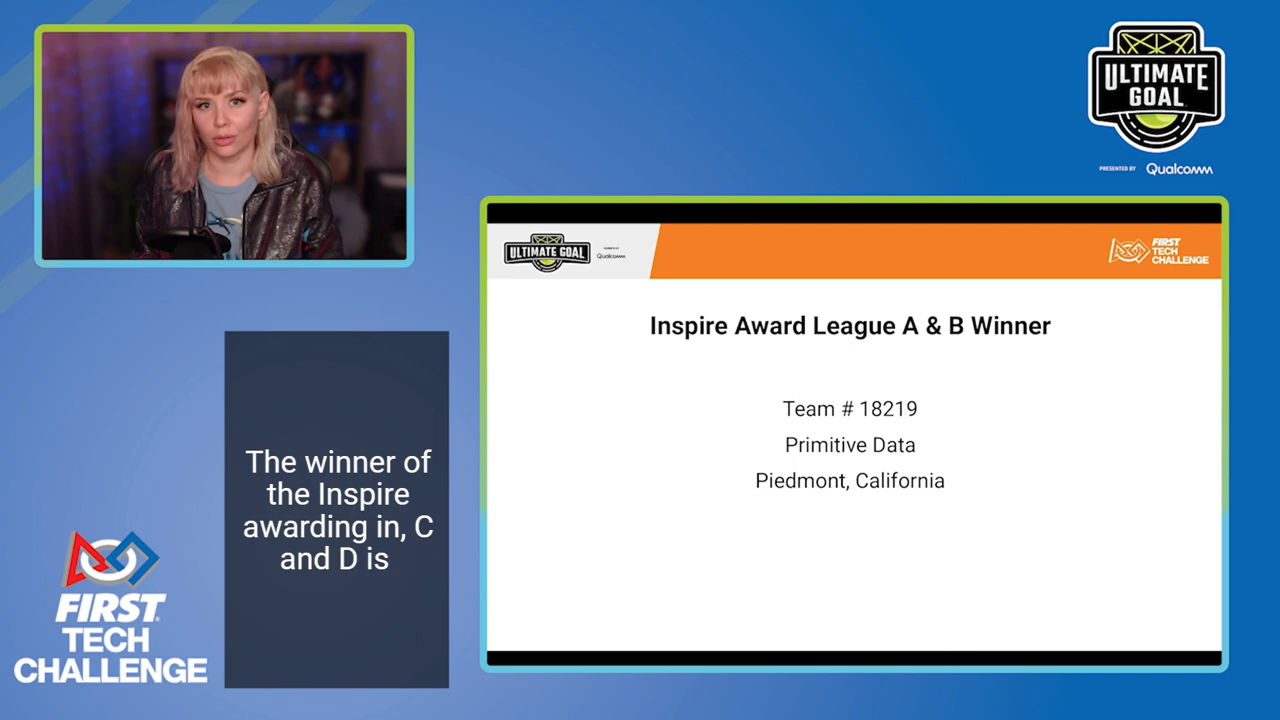 ULTIMATE
GOAL
PRESENTED BY Qualcomm
ULTIMATE GOAL
Qualcomm
FIRST
TECH
CHALLENGE
Inspire Award League A & B Winner
Team # 18219
Primitive Data
Piedmont, California
The winner of
the Inspire
awarding in, C
and D is
FIRST
TECH
CHALLENGE